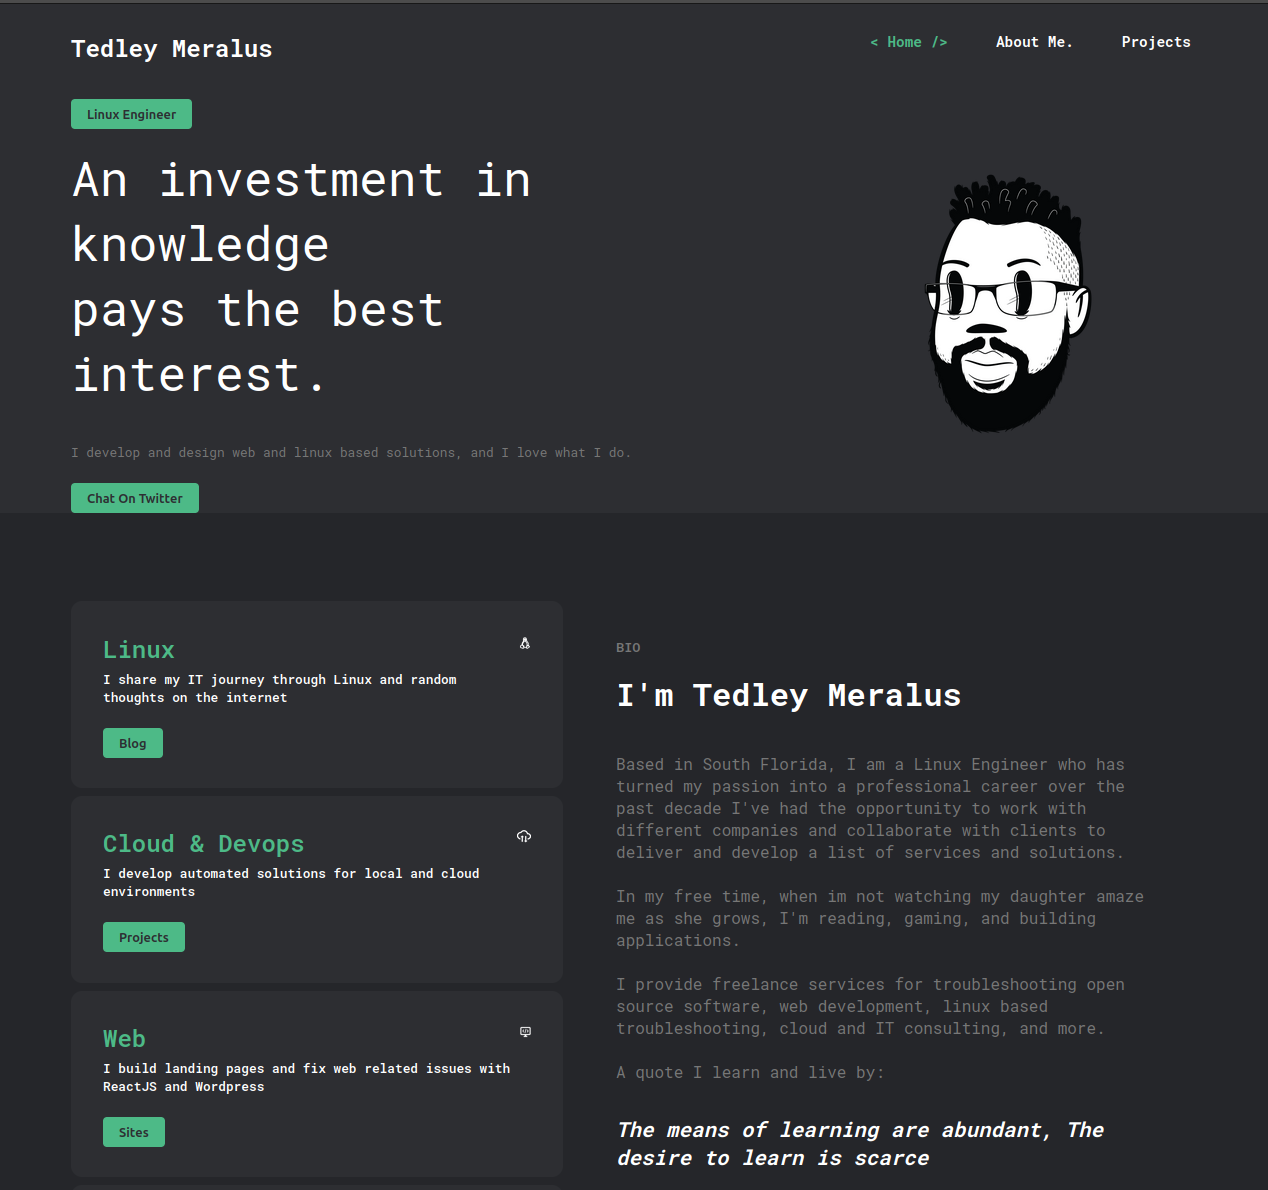 Tedley Meralus
< Home />
About Me.
Projects
Linux Engineer
An investment in
knowledge
pays the best
interest.
I develop and design web and linux based solutions, and I love what I do.
Chat On Twitter
Linux
I share my IT journey through Linux and random
thoughts on the internet
Blog
Cloud & Devops
I develop automated solutions for local and cloud
environments
Projects
Web
I build landing pages and fix web related issues with
ReactJS and Wordpress
Sites
BIO
I'm Tedley Meralus
Based in South Florida, I am a Linux Engineer who has
turned my passion into a professional career over the
past decade I've had the opportunity to work with
different companies and collaborate with clients to
deliver and develop a list of services and solutions.
In my free time, when im not watching my daughter amaze
me as she grows, I'm reading, gaming, and building
applications.
I provide freelance services for troubleshooting open
source software, web development, linux based
troubleshooting, cloud and IT consulting, and more.
A quote I learn and live by:
The means of learning are abundant, The
desire to learn is scarce